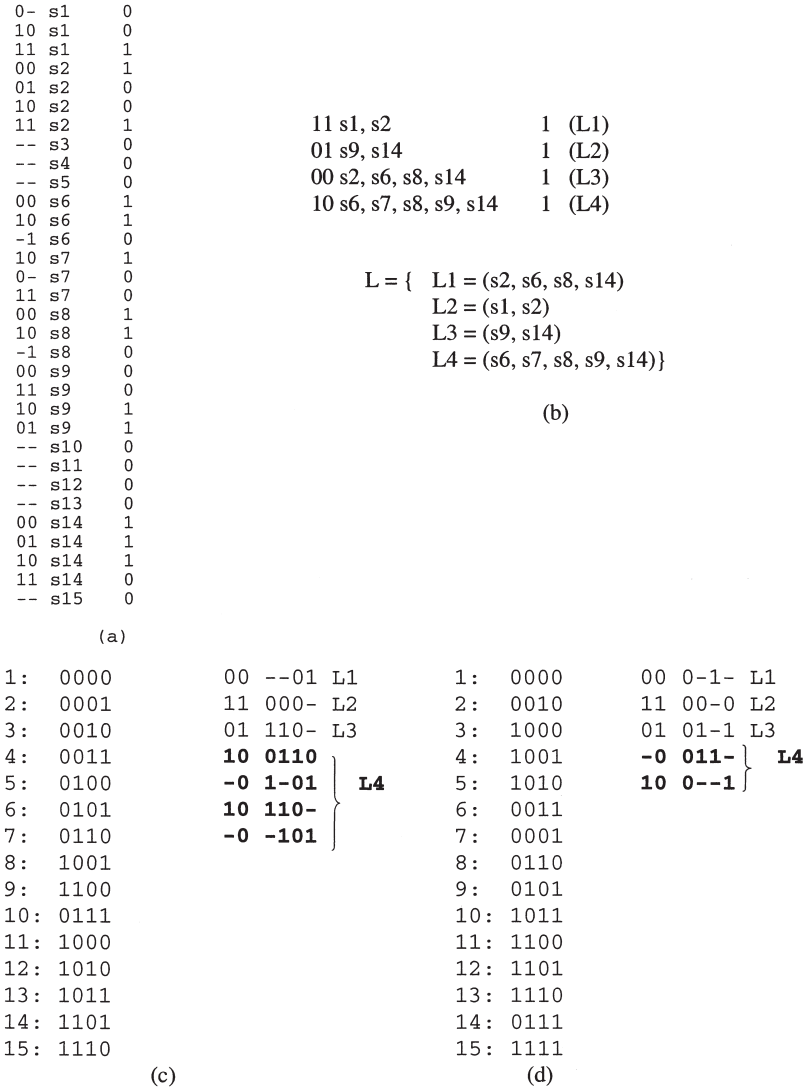 0- s1 0
10 s1 0
11 s1 1
00 s2 1
01 s2 0
10 s2 0
11 s2 1
-- s3 0
-- s4 0
-- s5 0
00 s6 1
10 s6 1
-1 s6 0
10 s7 1
0- s7 0
11 s7 0
00 s8 1
10 s8 1
-1 s8 0
00 s9 0
11 s9 0
10 s9 1
01 s9 1
-- s10 0
-- s11 0
-- s12 0
-- s13 0
00 s14 1
01 s14 1
10 s14 1
11 s14 0
-- s15 0
(a)
11 s1, s2 1 (L1)
01 s9, s14 1 (L2)
00 s2, s6, s8, s14 1 (L3)
10 s6, s7, s8, s9, s14 1 (L4)
L = { L1 = (s2, s6, s8, s14)
L2 = (s1, s2)
L3 = (s9, s14)
L4 = (s6, s7, s8, s9, s14)}
(b)
1: 0000 00 --01 L1
2: 0001 11 000- L2
3: 0010 01 110- L3
4: 0011 10 0110
5: 0100 -0 1-01 L4
6: 0101 10 110-
7: 0110 -0 -101
8: 1001
9: 1100
10: 0111
11: 1000
12: 1010
13: 1011
14: 1101
15: 1110
(c)
1: 0000 00 0-1- L1
2: 0010 11 00-0 L2
3: 1000 01 01-1 L3
4: 1001 -0 011- L4
5: 1010 10 0--1
6: 0011
7: 0001
8: 0110
9: 0101
10: 1011
11: 1100
12: 1101
13: 1110
14: 0111
15: 1111
(d)